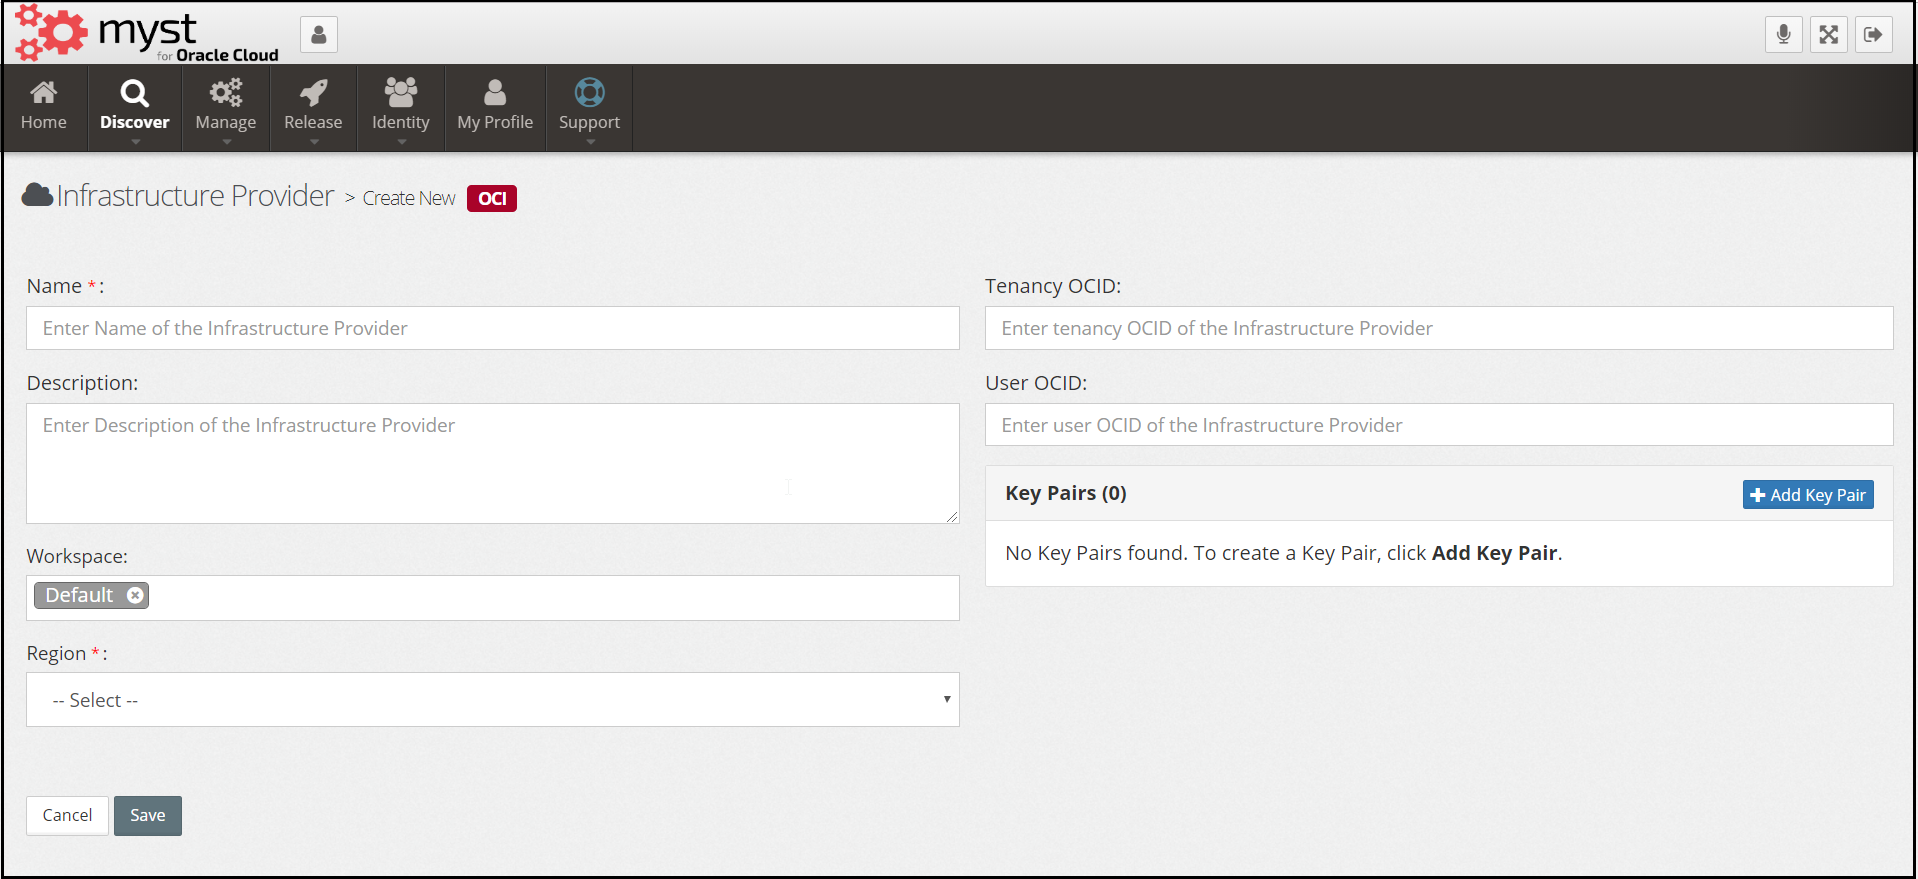 myst
for Oracle Cloud
Home
Discover
Manage
Release
Identity
My Profile
Support
Infrastructure Provider > Create New OCI
Name * :
Enter Name of the Infrastructure Provider
Description:
Enter Description of the Infrastructure Provider
Workspace:
Default
Region * :
-- Select --
Tenancy OCID:
Enter tenancy OCID of the Infrastructure Provider
User OCID:
Enter user OCID of the Infrastructure Provider
Key Pairs (0)
Add Key Pair
No Key Pairs found. To create a Key Pair, click Add Key Pair.
Cancel
Save